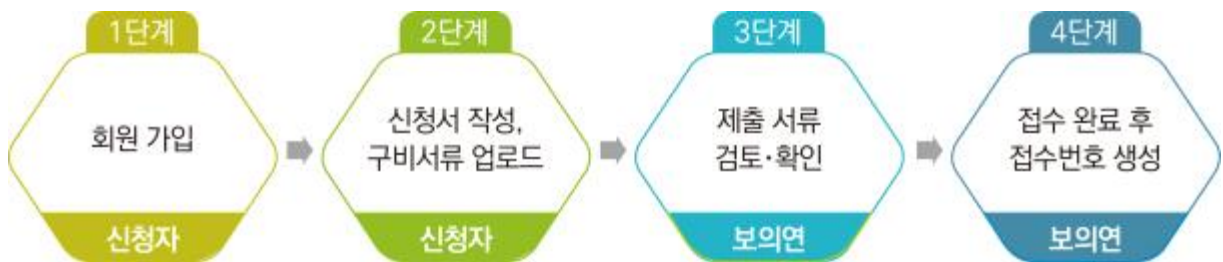 1단계
회원 가입
신청자
2단계
신청서 작성,
구비서류 업로드
신청자
3단계
제출 서류
검토·확인
보의연
4단계
접수 완료 후
접수번호 생성
보의연